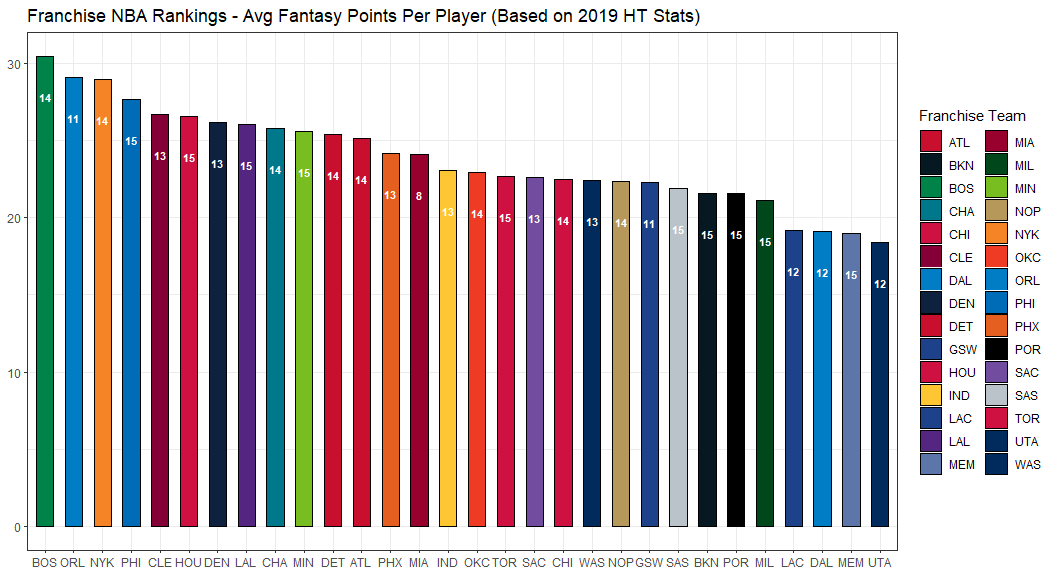 Franchise NBA Rankings - Avg Fantasy Points Per Player (Based on 2019 HT Stats)
30
20
10
0
14 11 14 15 13 15 13 15 14 15 14 14 13 8 13 14 15 13 14 13 14 11 15 15 15 15 12 12 15 12
BOS ORL NYK PHI CLE HOU DEN LAL CHA MIN DET ATL PHX MIA IND OKC TOR SAC CHI WAS NOP GSW SAS BKN POR MIL LAC DAL MEM UTA
Franchise Team
ATL MIA
BKN MIL
BOS MIN
CHA NOP
CHI NYK
CLE OKC
DAL ORL
DEN PHI
DET PHX
GSW POR
HOU SAC
IND SAS
LAC TOR
LAL UTA
MEM WAS